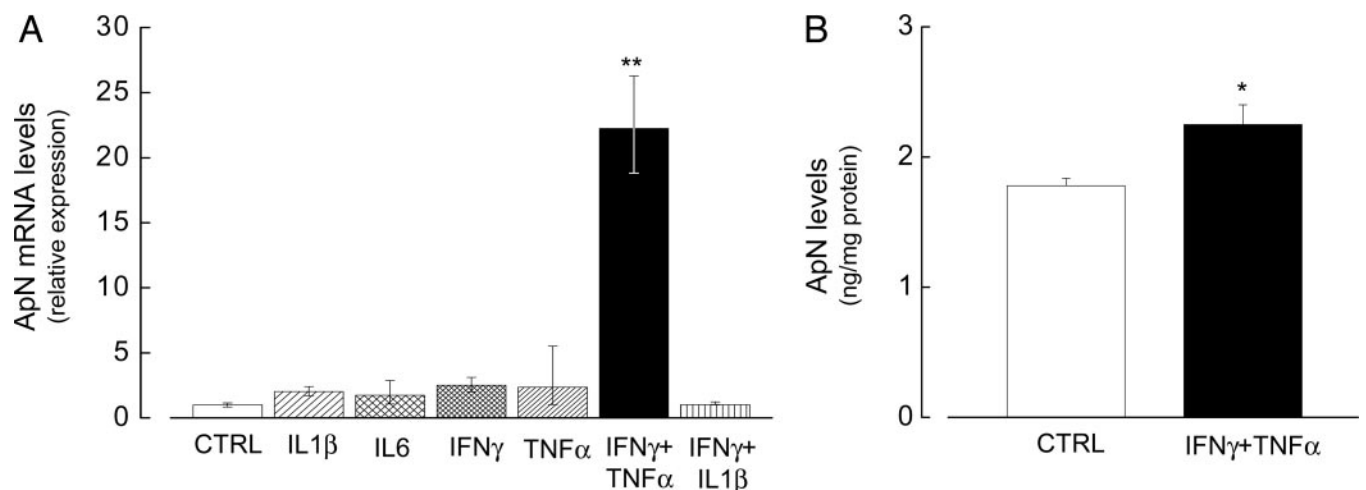 A
ApN mRNA levels
(relative expression)
30
25
20
15
10
5
0
**
CTRL
IL1β
IL6
IFNγ
TNFα
IFNγ+
TNFα
IFNγ+
IL1β
B
ApN levels
(ng/mg protein)
3
2
1
0
*
CTRL
IFNγ+TNFα